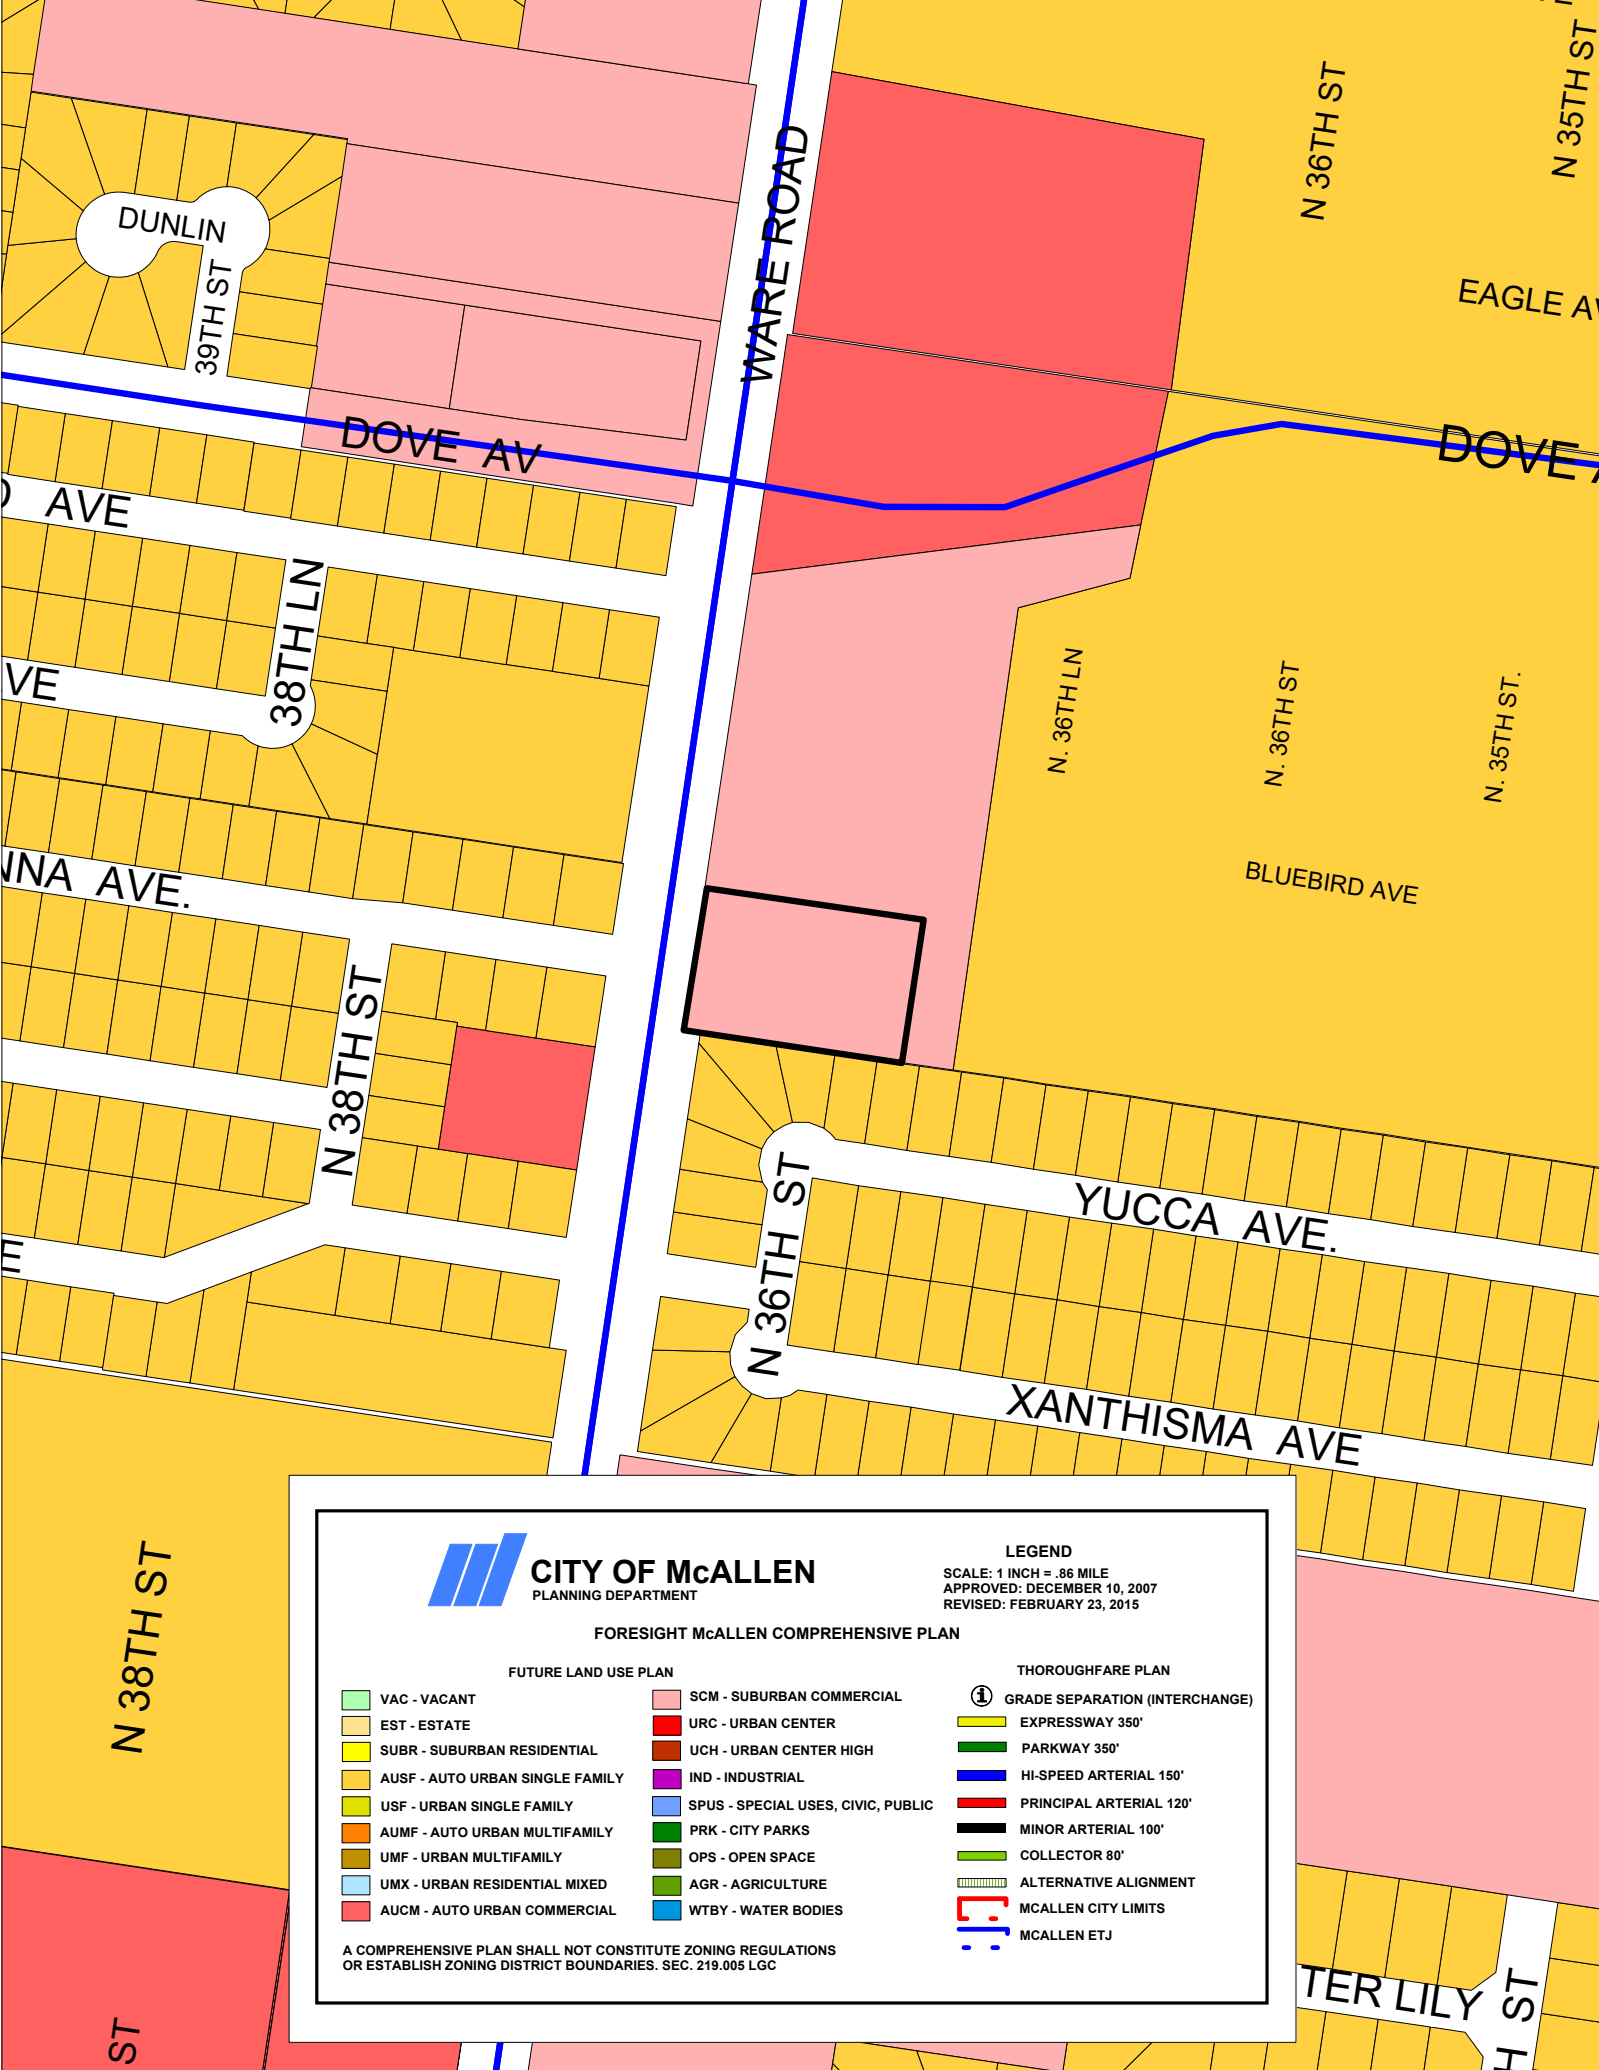 N 36TH ST
N 35TH ST
WARE ROAD
DUNLIN
39TH ST
EAGLE AV
DOVE AV
DOVE
AVE
38TH LN
VE
N. 36TH LN
N. 36TH ST
N. 35TH ST.
BLUEBIRD AVE
NNA AVE.
N 38TH ST
N 36TH ST
YUCCA AVE.
E
XANTHISMA AVE
N 38TH ST
ST
TER LILY
H ST
CITY OF McALLEN
PLANNING DEPARTMENT
LEGEND
SCALE: 1 INCH = .86 MILE
APPROVED: DECEMBER 10, 2007
REVISED: FEBRUARY 23, 2015
FORESIGHT McALLEN COMPREHENSIVE PLAN
FUTURE LAND USE PLAN
VAC - VACANT
EST - ESTATE
SUBR - SUBURBAN RESIDENTIAL
AUSF - AUTO URBAN SINGLE FAMILY
USF - URBAN SINGLE FAMILY
AUMF - AUTO URBAN MULTIFAMILY
UMF - URBAN MULTIFAMILY
UMX - URBAN RESIDENTIAL MIXED
AUCM - AUTO URBAN COMMERCIAL
SCM - SUBURBAN COMMERCIAL
URC - URBAN CENTER
UCH - URBAN CENTER HIGH
IND - INDUSTRIAL
SPUS - SPECIAL USES, CIVIC, PUBLIC
PRK - CITY PARKS
OPS - OPEN SPACE
AGR - AGRICULTURE
WTBY - WATER BODIES
THOROUGHFARE PLAN
GRADE SEPARATION (INTERCHANGE)
EXPRESSWAY 350'
PARKWAY 350'
HI-SPEED ARTERIAL 150'
PRINCIPAL ARTERIAL 120'
MINOR ARTERIAL 100'
COLLECTOR 80'
ALTERNATIVE ALIGNMENT
MCALLEN CITY LIMITS
MCALLEN ETJ
A COMPREHENSIVE PLAN SHALL NOT CONSTITUTE ZONING REGULATIONS
OR ESTABLISH ZONING DISTRICT BOUNDARIES. SEC. 219.005 LGC